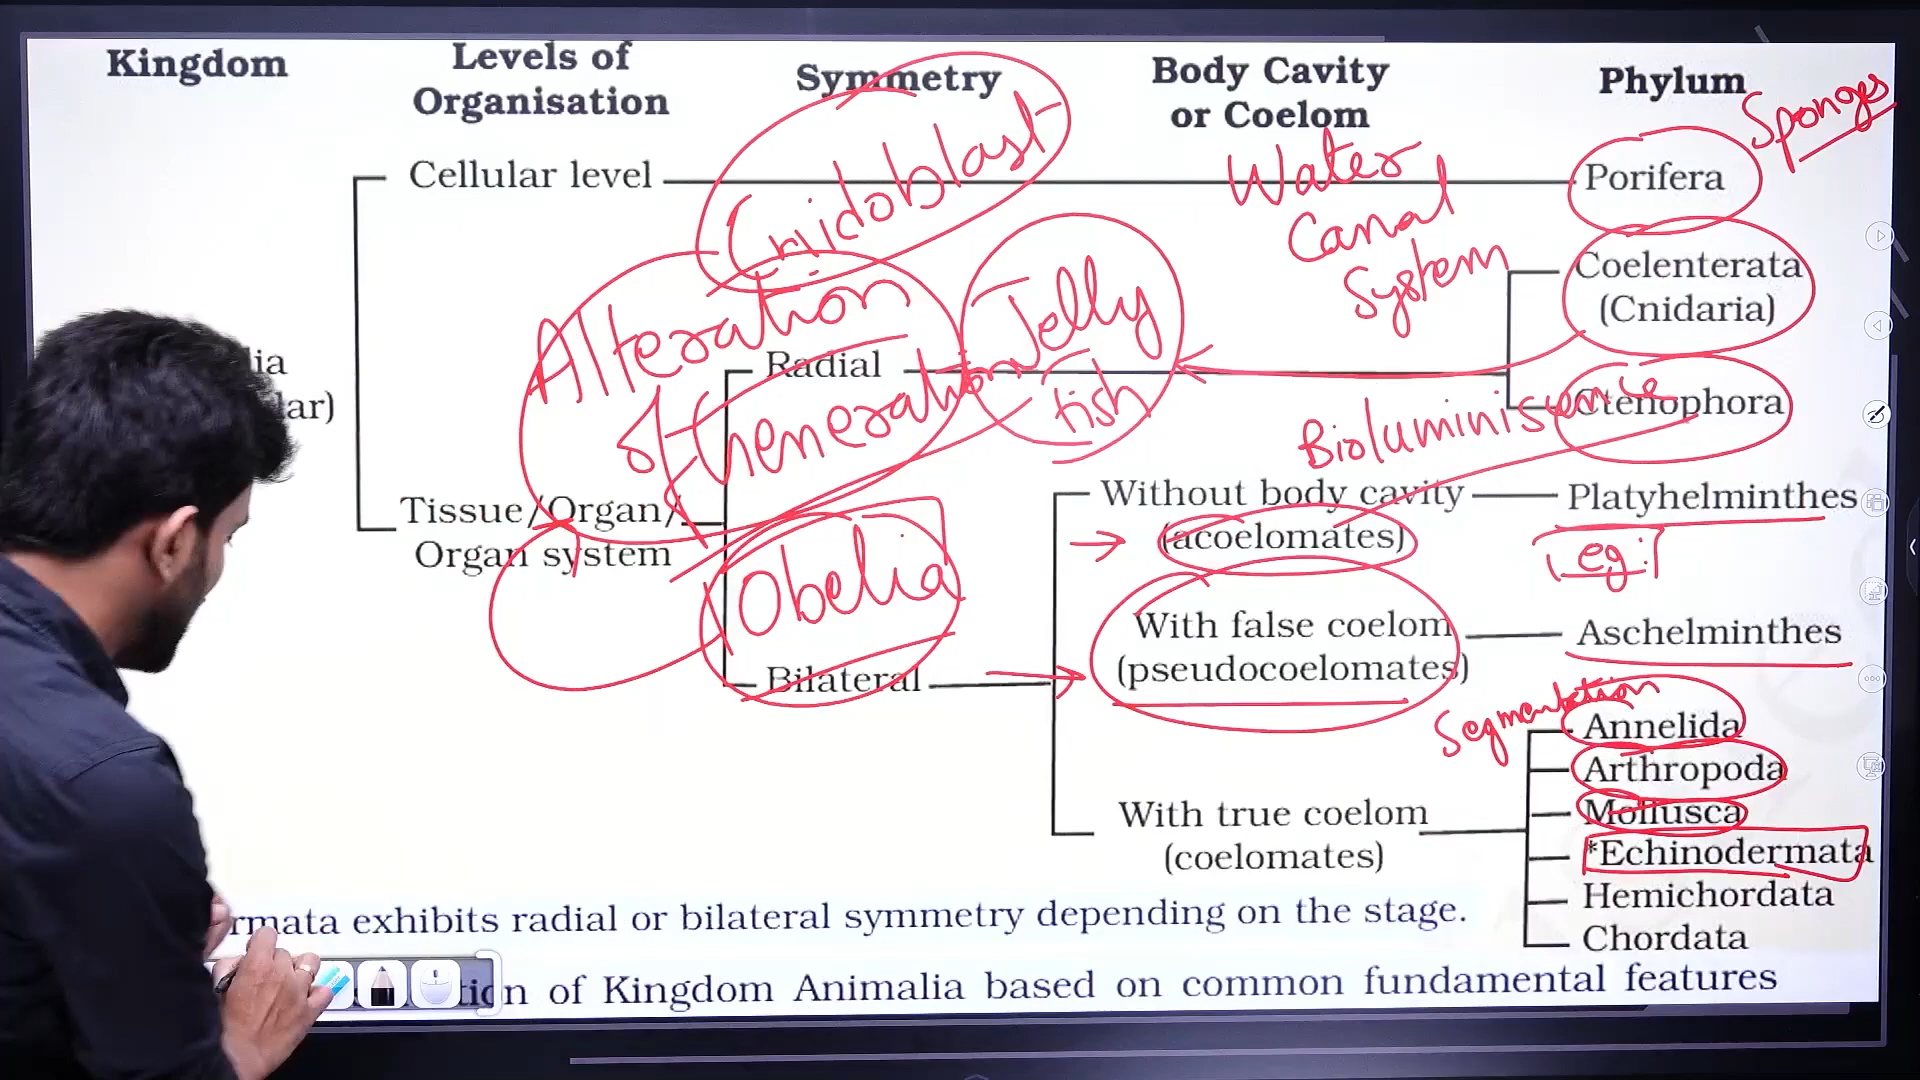 Kingdom
Levels of
Organisation
Symmetry
Body Cavity
or Coelom
Phylum
Sponges
Cellular level
Cnidoblast
Water
Canal
System
Porifera
Coelenterata
(Cnidaria)
Ctenophora
Alteration
of Generation
Jelly
fish
Radial
Bioluminiscence
lia
lar)
Tissue/Organ/
Organ system
Obelia
Bilateral
Without body cavity
(acoelomates)
Platyhelminthes
eg:
With false coelom
(pseudocoelomates)
Aschelminthes
Segmentation
With true coelom
(coelomates)
Annelida
Arthropoda
Mollusca
*Echinodermata
Hemichordata
Chordata
rmata exhibits radial or bilateral symmetry depending on the stage.
tion of Kingdom Animalia based on common fundamental features